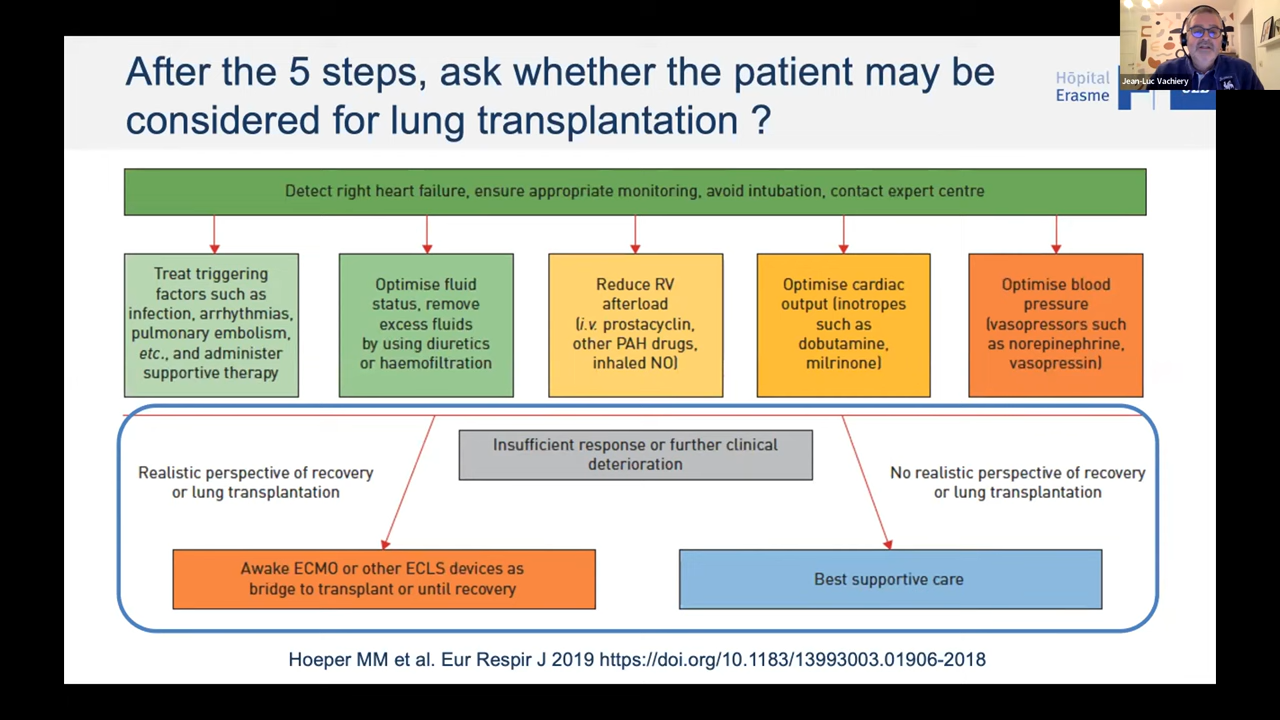 After the 5 steps, ask whether the patient may be
considered for lung transplantation ?
Hôpital
Erasme
Jean-Luc Vachiery
Detect right heart failure, ensure appropriate monitoring, avoid intubation, contact expert centre
Treat triggering
factors such as
infection, arrhythmias,
pulmonary embolism,
etc., and administer
supportive therapy
Optimise fluid
status, remove
excess fluids
by using diuretics
or haemofiltration
Reduce RV
afterload
(i.v. prostacyclin,
other PAH drugs,
inhaled NO)
Optimise cardiac
output (inotropes
such as
dobutamine,
milrinone)
Optimise blood
pressure
(vasopressors such
as norepinephrine,
vasopressin)
Insufficient response or further clinical
deterioration
Realistic perspective of recovery
or lung transplantation
No realistic perspective of recovery
or lung transplantation
Awake ECMO or other ECLS devices as
bridge to transplant or until recovery
Best supportive care
Hoeper MM et al. Eur Respir J 2019 https://doi.org/10.1183/13993003.01906-2018